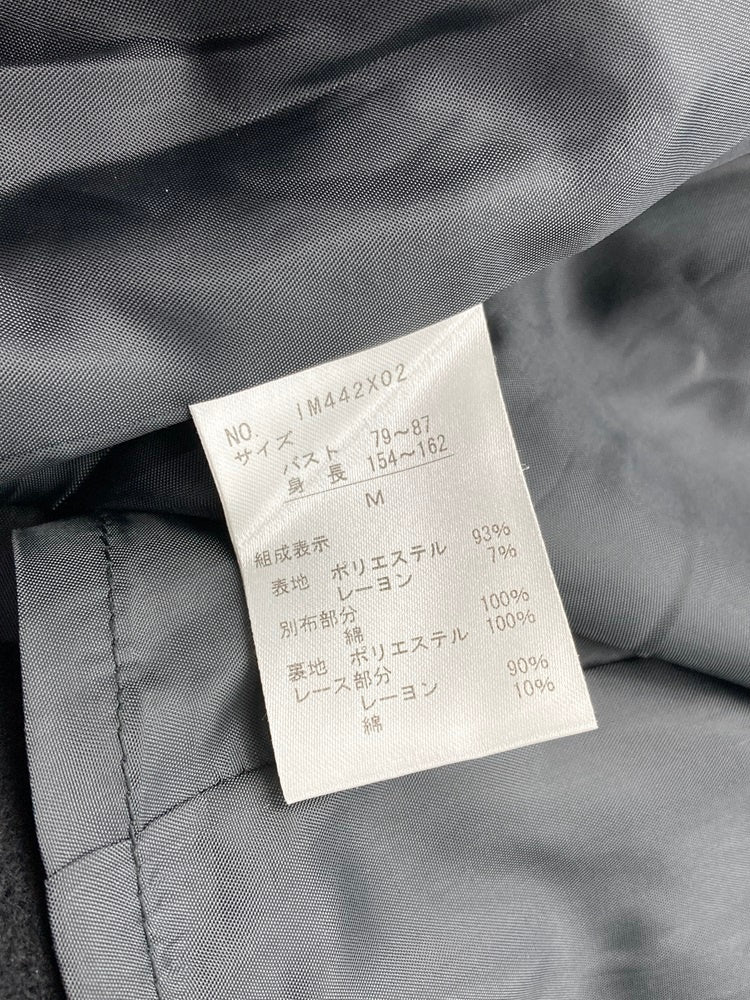 NO. IM442X02
サイズ
バスト 79～87
身長 154～162
M
組成表示
表地 ポリエステル 93%
レーヨン 7%
別布部分
綿 100%
裏地 ポリエステル 100%
レース部分
レーヨン 90%
綿 10%